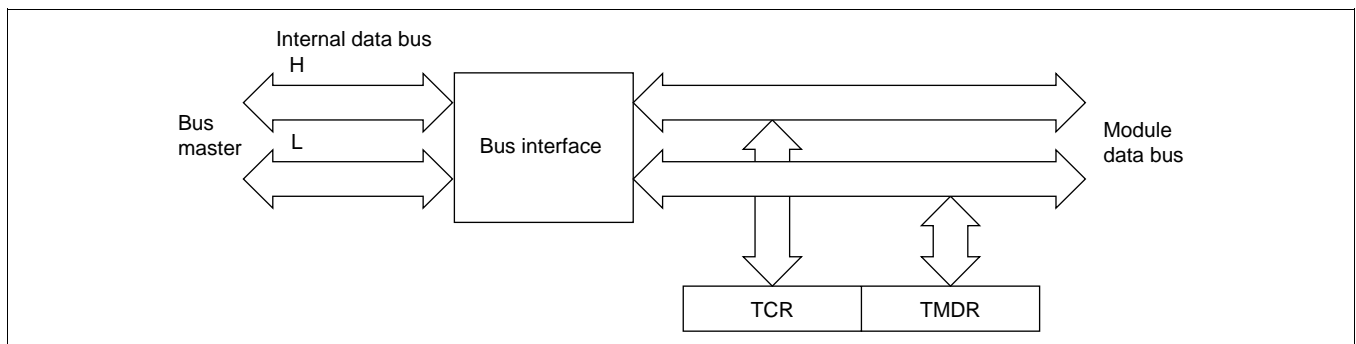 Internal data bus
H
Bus
master
L
Bus interface
Module
data bus
TCR
TMDR